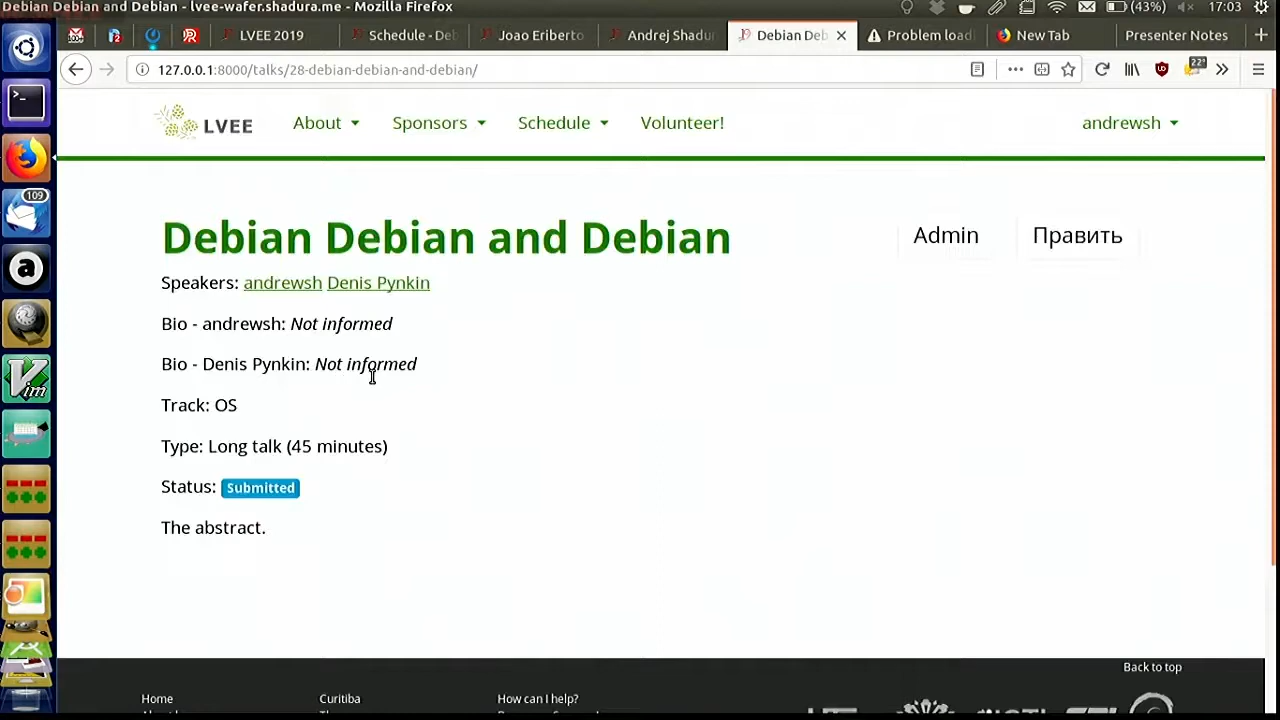 Debian Debian and Debian - lvee-wafer.shadura.me - Mozilla Firefox
(43%)
17:03
LVEE 2019
Schedule - Deb
Joao Eriberto
Andrej Shadu
Debian Deb
Problem load
New Tab
Presenter Notes
127.0.0.1:8000/talks/28-debian-debian-and-debian/
22°
109
LVEE
About
Sponsors
Schedule
Volunteer!
andrewsh
Debian Debian and Debian
Admin
Править
Speakers: andrewsh Denis Pynkin
Bio - andrewsh: Not informed
Bio - Denis Pynkin: Not informed
Track: OS
Type: Long talk (45 minutes)
Status: Submitted
The abstract.
Back to top
Home
Curitiba
How can I help?